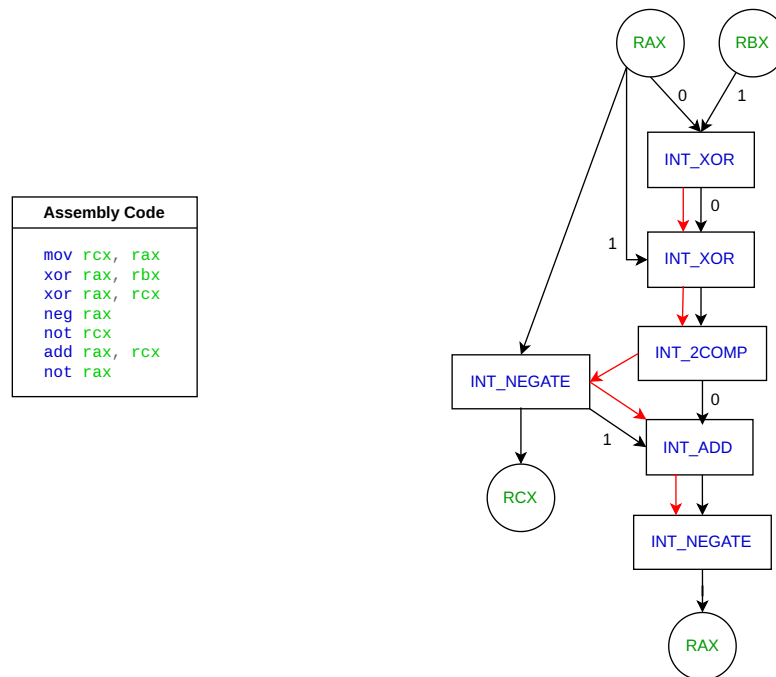 Assembly Code
mov rcx, rax
xor rax, rbx
xor rax, rcx
neg rax
not rcx
add rax, rcx
not rax
RAX
RBX
0
1
INT_XOR
0
1
INT_XOR
INT_2COMP
INT_NEGATE
0
1
INT_ADD
RCX
INT_NEGATE
RAX